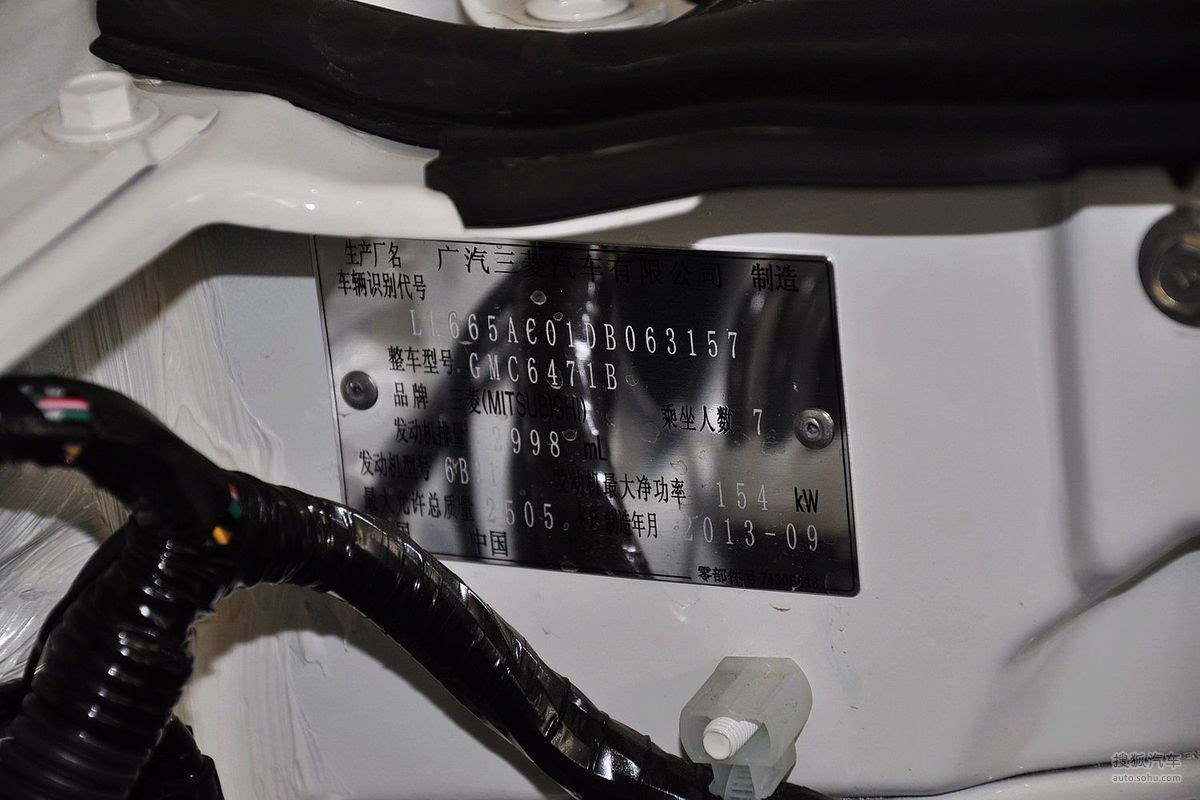 生产厂名 广汽三菱汽车有限公司 制造
车辆识别代号
LL665AC01DB063157
整车型号 GMC6471B
品牌 三菱(MITSUBISHI) 乘坐人数 7
发动机排量 2998 mL
发动机型号 发动机最大净功率 154 kW
最大允许总质量 2505 制造年月 2013-09
中国
零部件号
搜狐汽车
auto.sohu.com